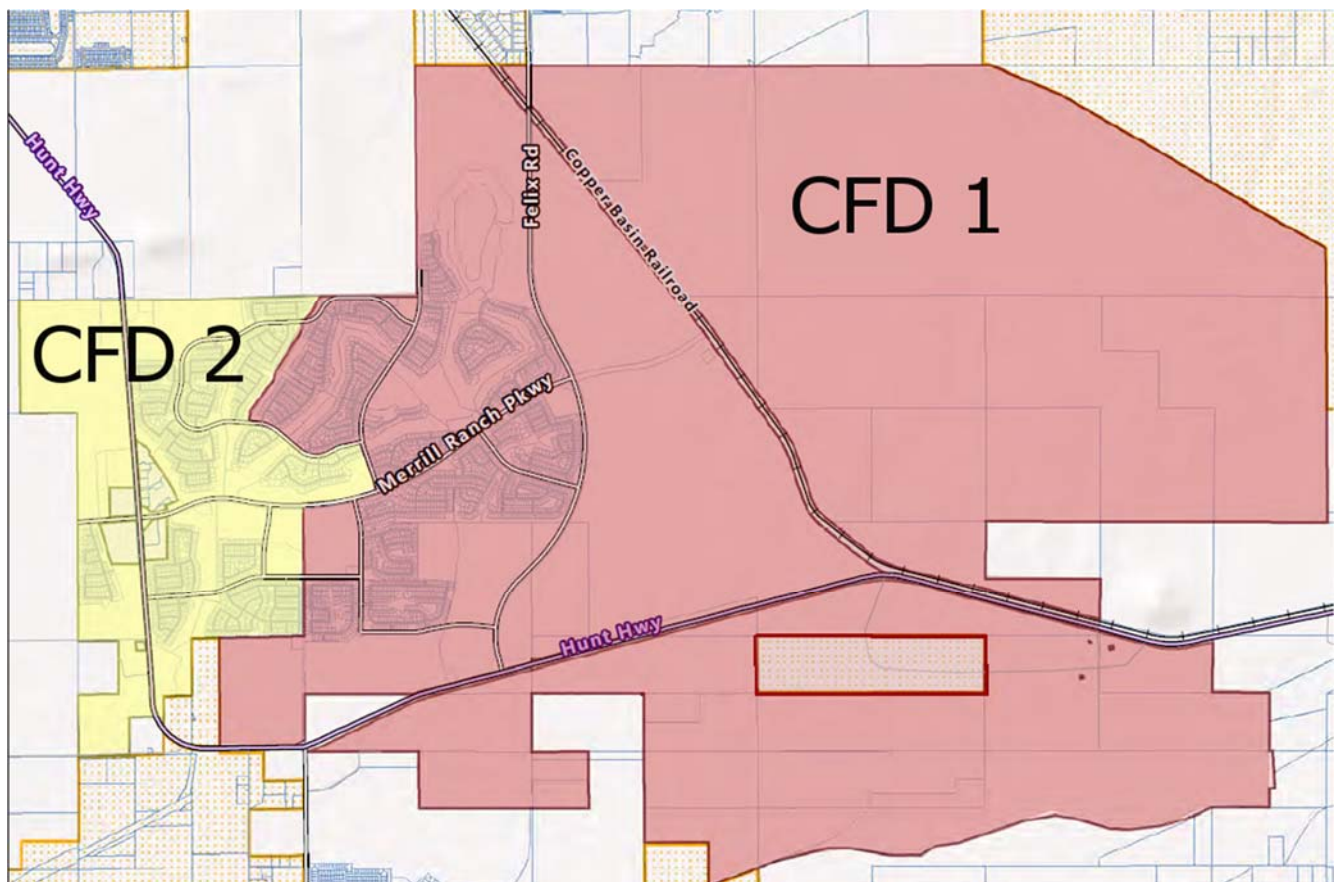 Hunt Hwy
Felix Rd
Copper Basin Railroad
CFD 1
CFD 2
Merrill Ranch Pkwy
Hunt Hwy